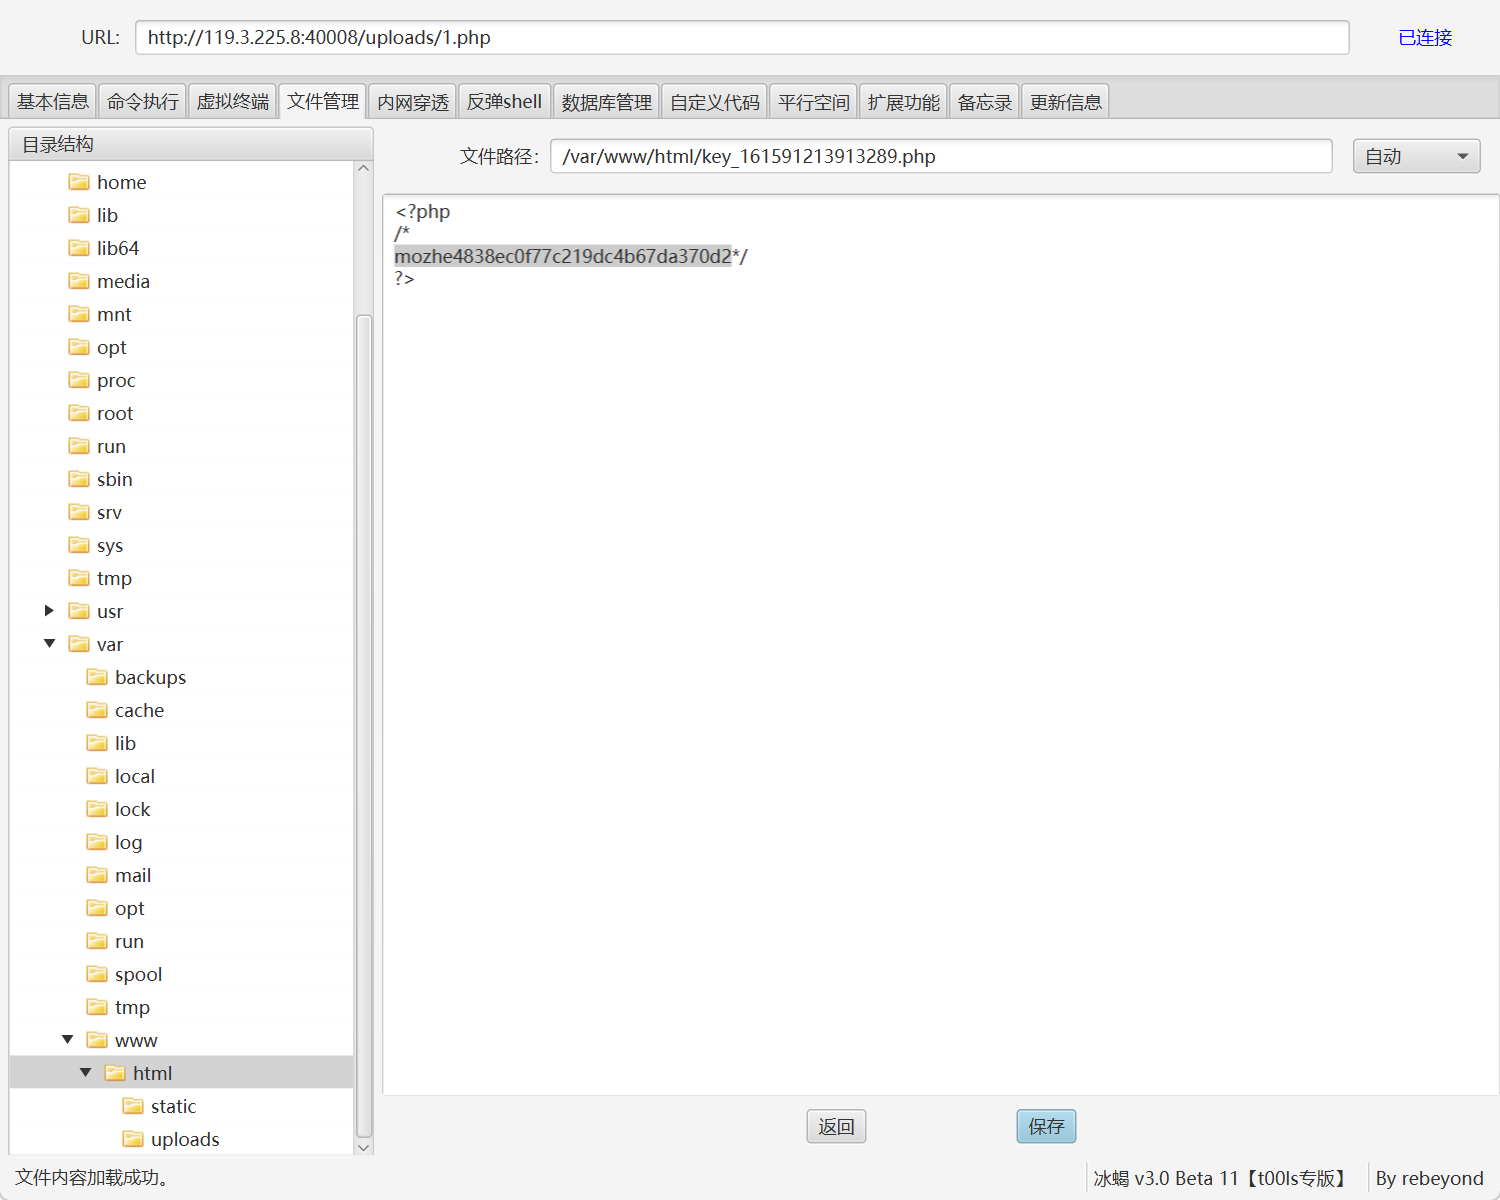 URL: http://119.3.225.8:40008/uploads/1.php 已连接
基本信息 命令执行 虚拟终端 文件管理 内网穿透 反弹shell 数据库管理 自定义代码 平行空间 扩展功能 备忘录 更新信息
目录结构
home
lib
lib64
media
mnt
opt
proc
root
run
sbin
srv
sys
tmp
usr
var
backups
cache
lib
local
lock
log
mail
opt
run
spool
tmp
www
html
static
uploads
文件路径: /var/www/html/key_161591213913289.php 自动
<?php
/*
mozhe4838ec0f77c219dc4b67da370d2*/
?>
返回 保存
文件内容加载成功。 冰蝎 v3.0 Beta 11【t00ls专版】 By rebeyond